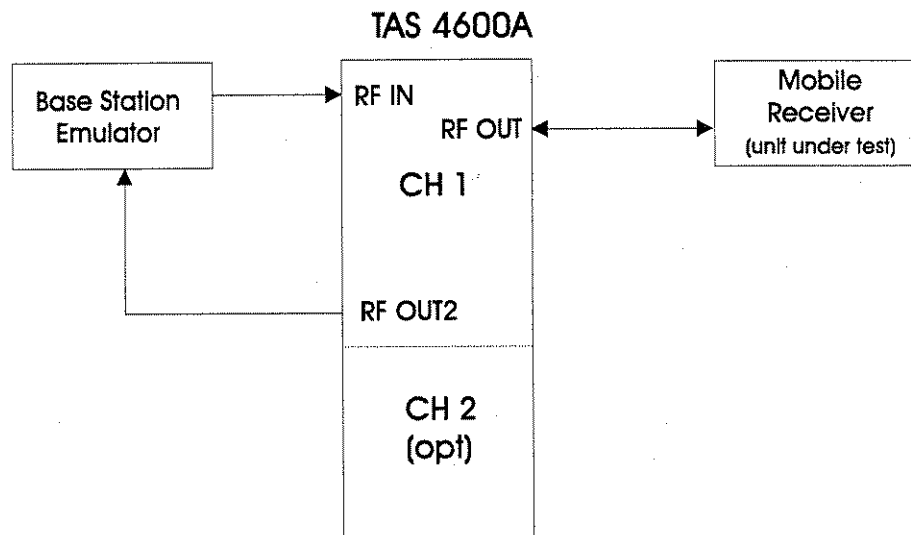 TAS 4600A
Base Station
Emulator
RF IN
RF OUT
CH 1
RF OUT2
CH 2
(opt)
Mobile
Receiver
(unit under test)